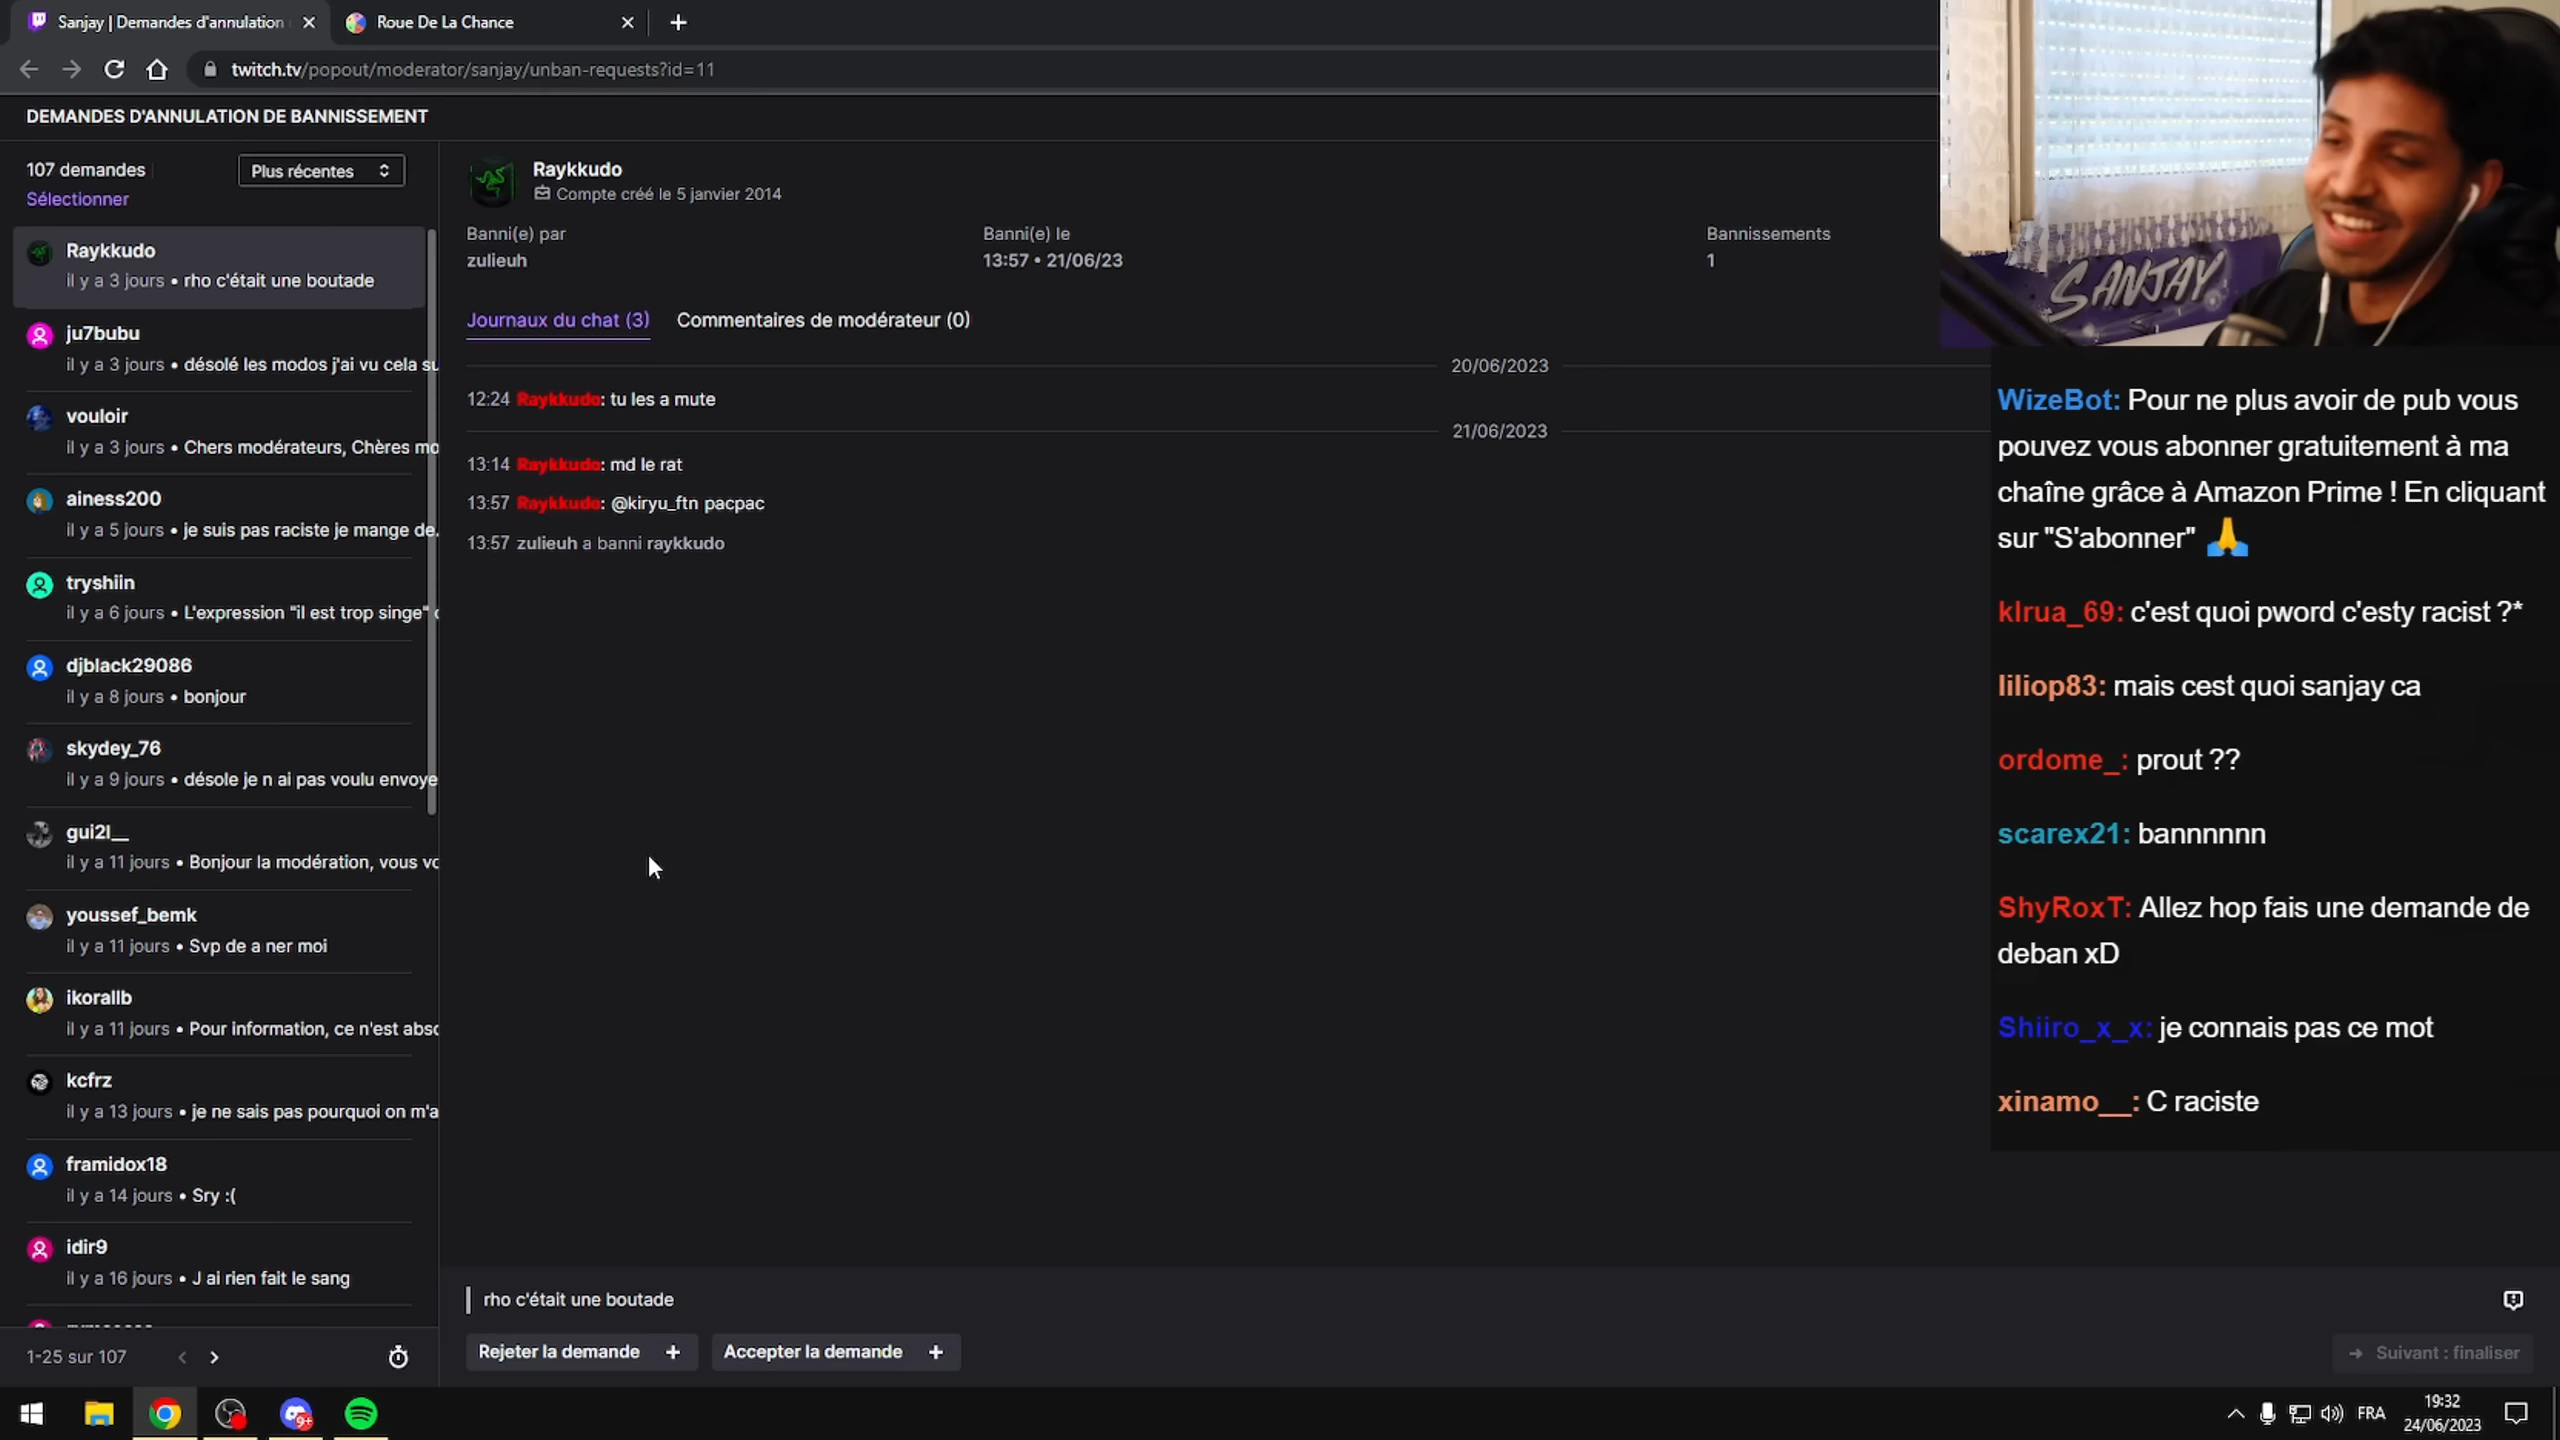 Sanjay | Demandes d'annulation
Roue De La Chance
twitch.tv/popout/moderator/sanjay/unban-requests?id=11
DEMANDES D'ANNULATION DE BANNISSEMENT
107 demandes
Plus récentes
Sélectionner
Raykkudo
il y a 3 jours • rho c'était une boutade
ju7bubu
il y a 3 jours • désolé les modos j'ai vu cela su
vouloir
il y a 3 jours • Chers modérateurs, Chères mo
ainess200
il y a 5 jours • je suis pas raciste je mange de.
tryshiin
il y a 6 jours • L'expression "il est trop singe"
djblack29086
il y a 8 jours • bonjour
skydey_76
il y a 9 jours • désole je n ai pas voulu envoye
gui2l__
il y a 11 jours • Bonjour la modération, vous vo
youssef_bemk
il y a 11 jours • Svp de a ner moi
ikorallb
il y a 11 jours • Pour information, ce n'est abso
kcfrz
il y a 13 jours • je ne sais pas pourquoi on m'a
framidox18
il y a 14 jours • Sry :(
idir9
il y a 16 jours • J ai rien fait le sang
1-25 sur 107
Raykkudo
Compte créé le 5 janvier 2014
Banni(e) par
zulieuh
Banni(e) le
13:57 • 21/06/23
Bannissements
1
Journaux du chat (3)
Commentaires de modérateur (0)
20/06/2023
12:24 Raykkudo: tu les a mute
21/06/2023
13:14 Raykkudo: md le rat
13:57 Raykkudo: @kiryu_ftn pacpac
13:57 zulieuh a banni raykkudo
rho c'était une boutade
Rejeter la demande +
Accepter la demande +
→ Suivant : finaliser
SANJAY
WizeBot: Pour ne plus avoir de pub vous
pouvez vous abonner gratuitement à ma
chaîne grâce à Amazon Prime ! En cliquant
sur "S'abonner" 🙏
klrua_69: c'est quoi pword c'esty racist ?*
liliop83: mais cest quoi sanjay ca
ordome_: prout ??
scarex21: bannnnnn
ShyRoxT: Allez hop fais une demande de
deban xD
Shiiro_x_x: je connais pas ce mot
xinamo__: C raciste
9+
FRA
19:32
24/06/2023